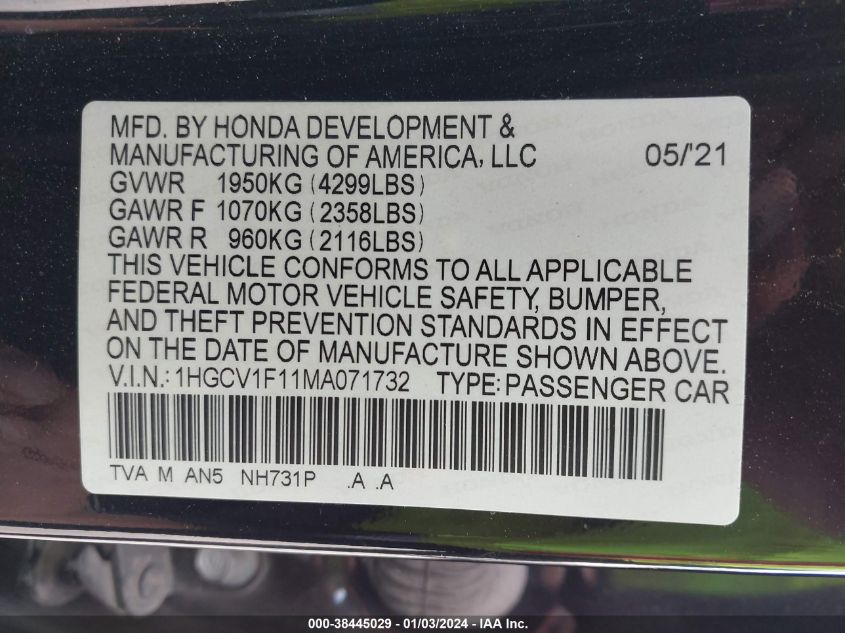 MFD. BY HONDA DEVELOPMENT &
MANUFACTURING OF AMERICA, LLC 05/'21
GVWR 1950KG (4299LBS)
GAWR F 1070KG (2358LBS)
GAWR R 960KG (2116LBS)
THIS VEHICLE CONFORMS TO ALL APPLICABLE
FEDERAL MOTOR VEHICLE SAFETY, BUMPER,
AND THEFT PREVENTION STANDARDS IN EFFECT
ON THE DATE OF MANUFACTURE SHOWN ABOVE.
V.I.N.: 1HGCV1F11MA071732 TYPE: PASSENGER CAR
TVA M AN5 NH731P .A .A
000-38445029 - 01/03/2024 - IAA Inc.